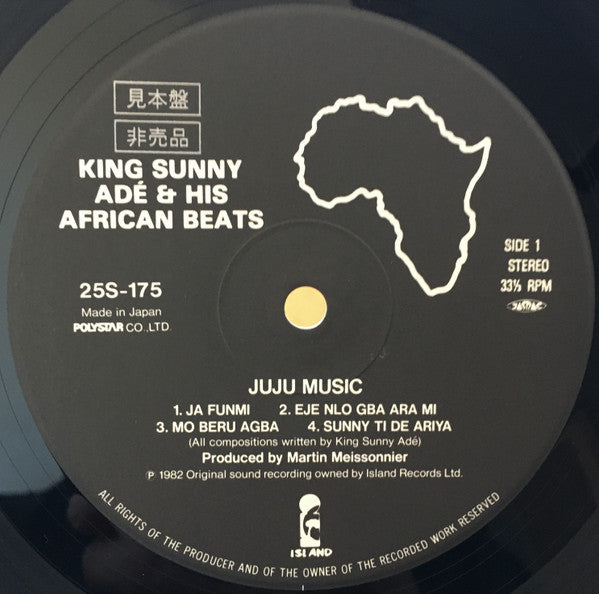 見本盤
非売品
KING SUNNY
ADÉ & HIS
AFRICAN BEATS
SIDE 1
STEREO
33⅓ RPM
JASRAC
25S-175
Made in Japan
POLYSTAR CO.,LTD.
JUJU MUSIC
1. JA FUNMI 2. EJE NLO GBA ARA MI
3. MO BERU AGBA 4. SUNNY TI DE ARIYA
(All compositions written by King Sunny Adé)
Produced by Martin Meissonnier
℗ 1982 Original sound recording owned by Island Records Ltd.
ISLAND
ALL RIGHTS OF THE PRODUCER AND OF THE OWNER OF THE RECORDED WORK RESERVED